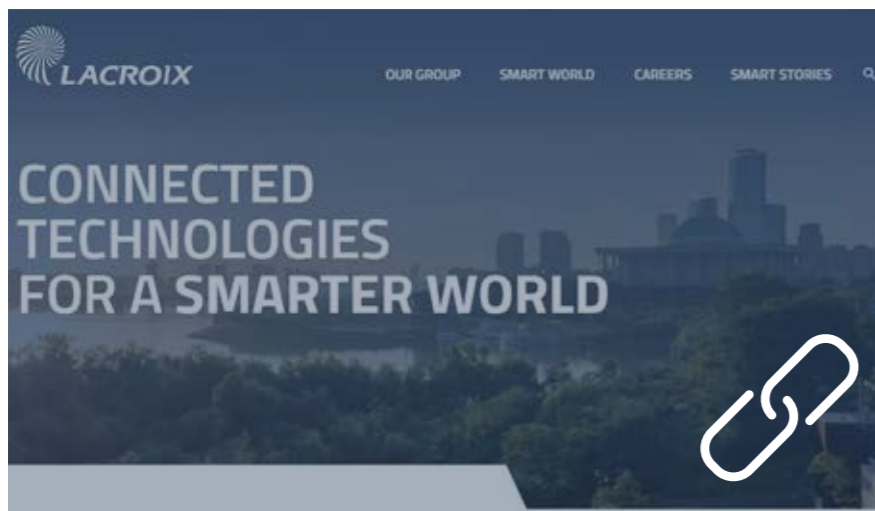 LACROIX
OUR GROUP SMART WORLD CAREERS SMART STORIES
CONNECTED
TECHNOLOGIES
FOR A SMARTER WORLD